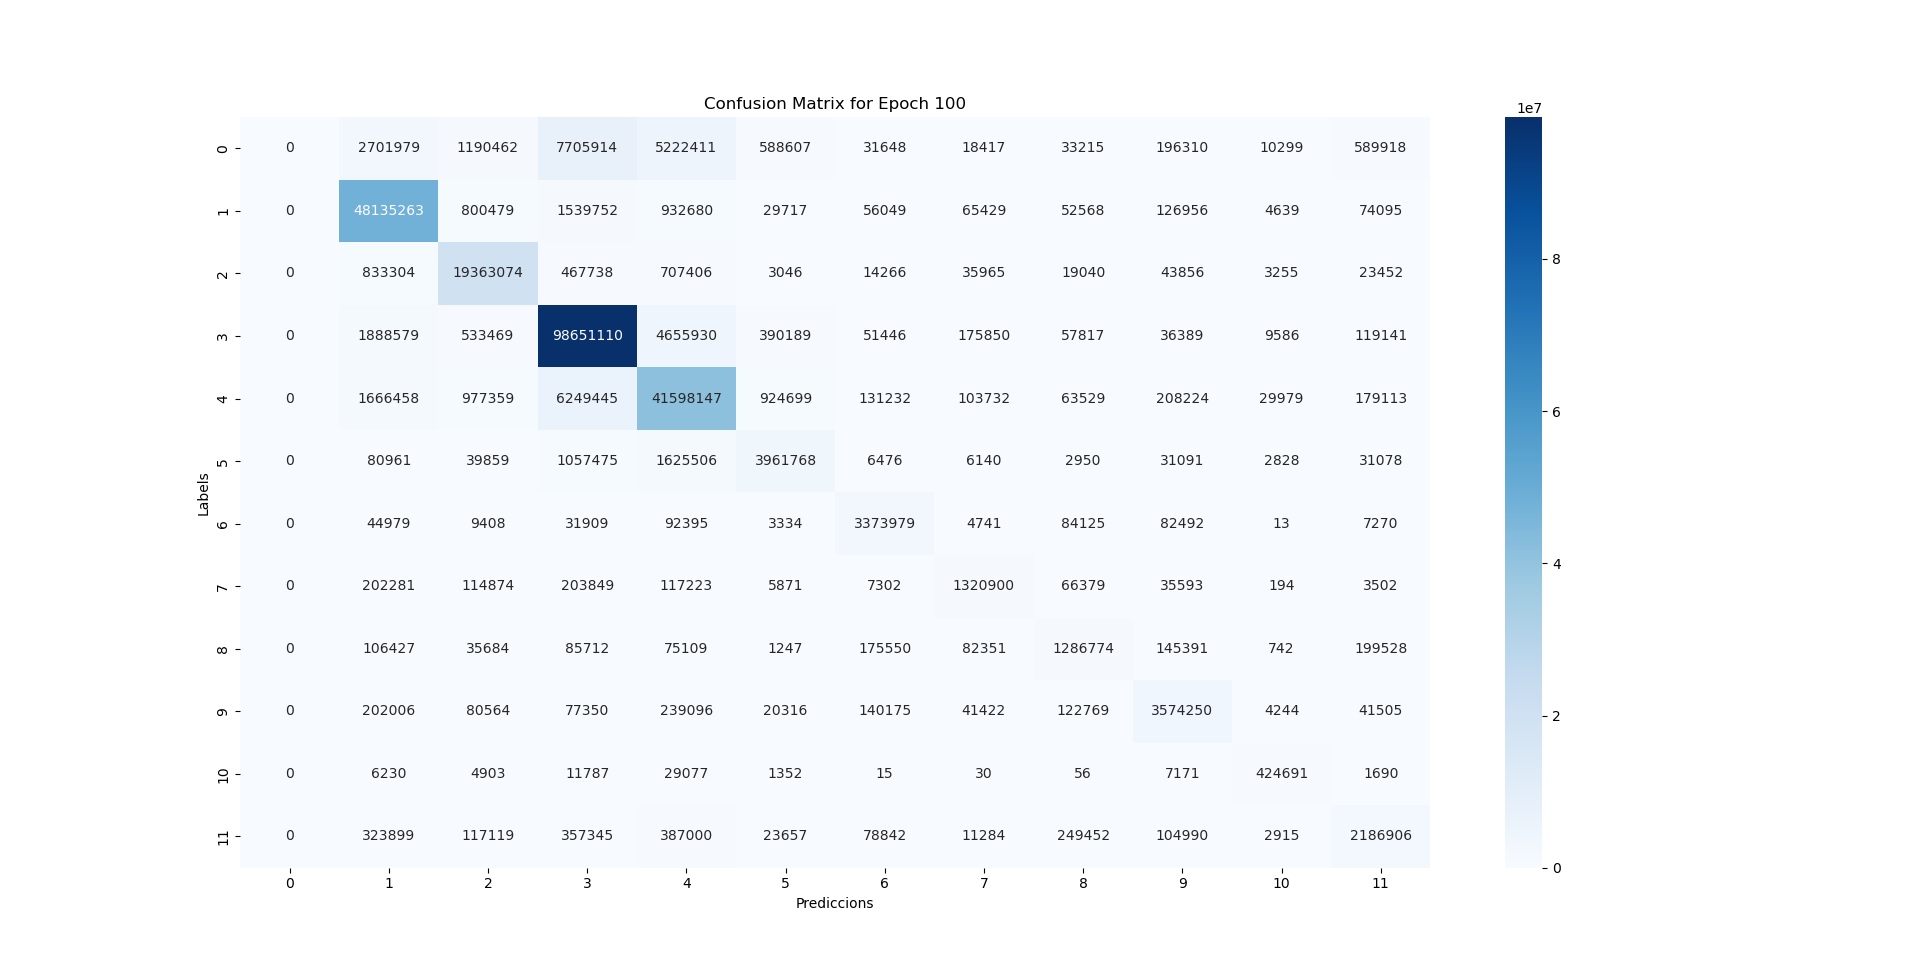 Confusion Matrix for Epoch 100
1e7
0 0 2701979 1190462 7705914 5222411 588607 31648 18417 33215 196310 10299 589918
1 0 48135263 800479 1539752 932680 29717 56049 65429 52568 126956 4639 74095
2 0 833304 19363074 467738 707406 3046 14266 35965 19040 43856 3255 23452
8
3 0 1888579 533469 98651110 4655930 390189 51446 175850 57817 36389 9586 119141
4 0 1666458 977359 6249445 41598147 924699 131232 103732 63529 208224 29979 179113
6
5 0 80961 39859 1057475 1625506 3961768 6476 6140 2950 31091 2828 31078
Labels
6 0 44979 9408 31909 92395 3334 3373979 4741 84125 82492 13 7270
4
7 0 202281 114874 203849 117223 5871 7302 1320900 66379 35593 194 3502
8 0 106427 35684 85712 75109 1247 175550 82351 1286774 145391 742 199528
9 0 202006 80564 77350 239096 20316 140175 41422 122769 3574250 4244 41505
2
10 0 6230 4903 11787 29077 1352 15 30 56 7171 424691 1690
11 0 323899 117119 357345 387000 23657 78842 11284 249452 104990 2915 2186906
0
0 1 2 3 4 5 6 7 8 9 10 11
Prediccions